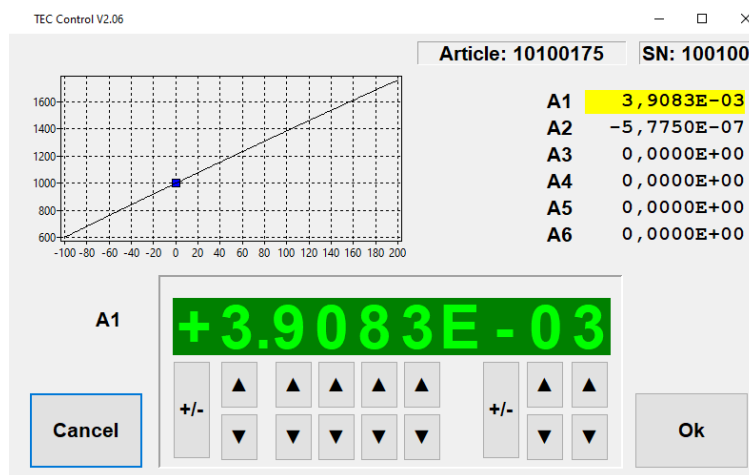 TEC Control V2.06
Article: 10100175 SN: 100100
1600
1400
1200
1000
800
600
-100 -80 -60 -40 -20 0 20 40 60 80 100 120 140 160 180 200
A1 3,9083E-03
A2 -5,7750E-07
A3 0,0000E+00
A4 0,0000E+00
A5 0,0000E+00
A6 0,0000E+00
A1
+3.9083E-03
+/- +/-
Cancel Ok